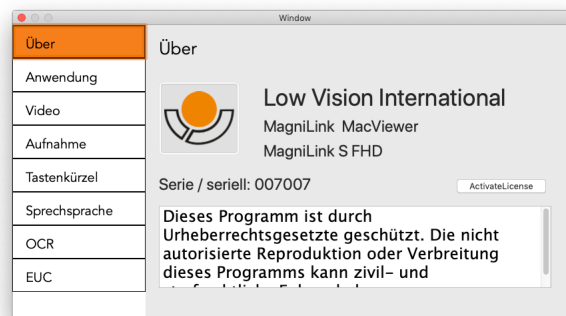 Window
Über
Anwendung
Video
Aufnahme
Tastenkürzel
Sprechsprache
OCR
EUC
Über
Low Vision International
MagniLink MacViewer
MagniLink S FHD
Serie / seriell: 007007
ActivateLicense
Dieses Programm ist durch
Urheberrechtsgesetzte geschützt. Die nicht
autorisierte Reproduktion oder Verbreitung
dieses Programms kann zivil- und